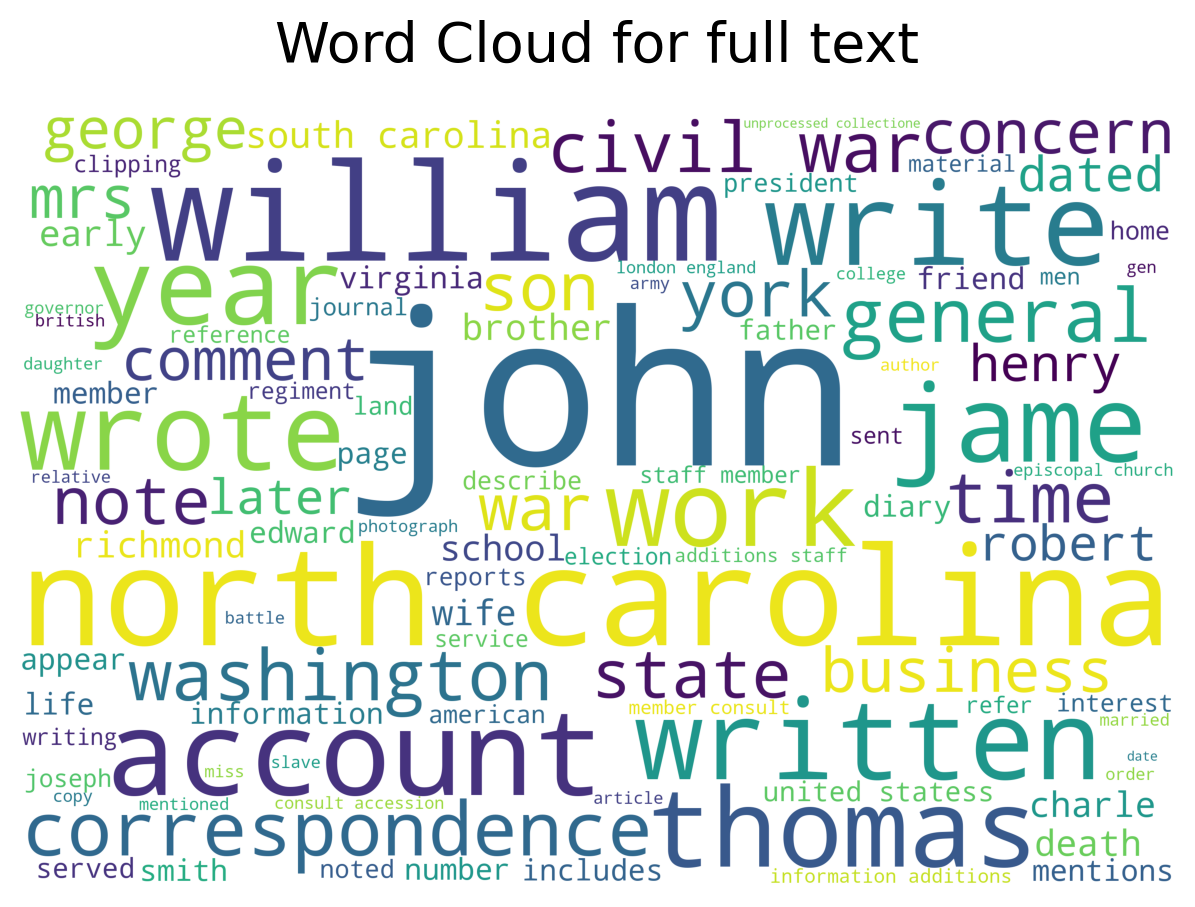 Word Cloud for full text
george
south carolina
civil war
unprocessed collectione
concern
clipping
material
mrs
william
president
dated
write
early
home
year
virginia
son
london england
college
friend
men
gen
army
york
governor
journal
general
british
reference
brother
father
daughter
comment
john
author
henry
member
regiment
land
jame
wrote
page
sent
relative
describe
staff member
episcopal church
note
later
war
work
diary
time
edward
photograph
richmond
school
election
additions staff
robert
north carolina
reports
battle
wife
service
appear
washington
state
business
life
information
american
member consult
refer
interest
writing
account
written
married
slave
date
joseph
miss
order
copy
mentioned
consult accession
article
united statess
charle
correspondence
thomas
death
served
smith
noted
number
includes
information additions
mentions